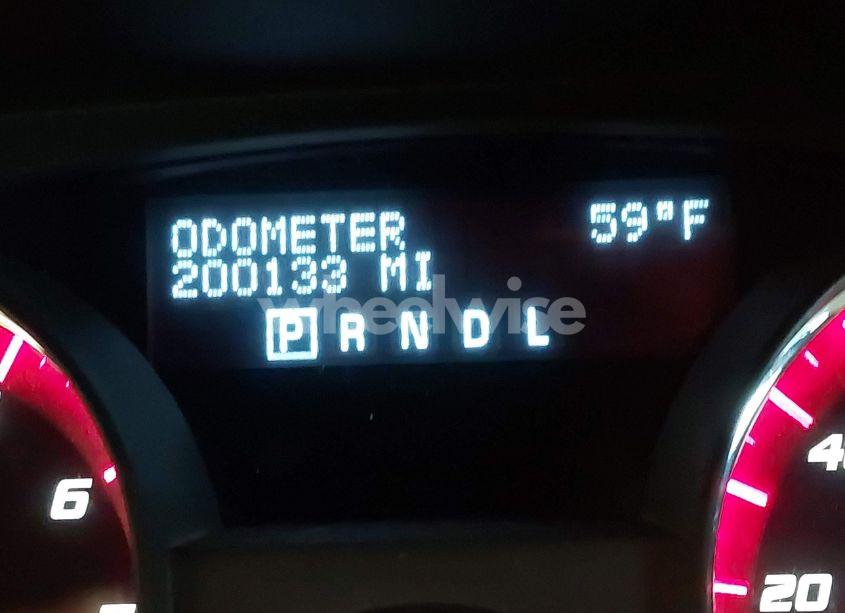 ODOMETER 59°F
200133 MI
wheelwise
P R N D L
6
40
20